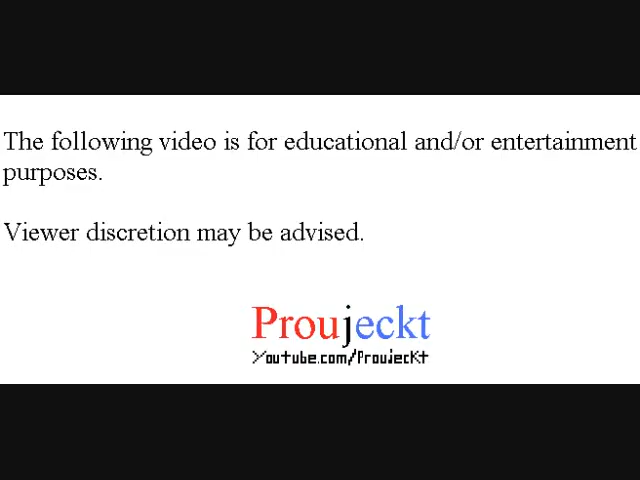 The following video is for educational and/or entertainment
purposes.
Viewer discretion may be advised.
Proujeckt
Youtube.com/ProujecKt